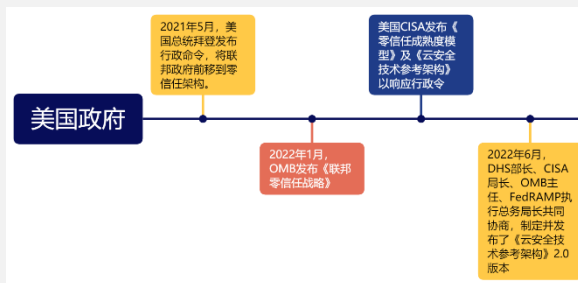 2021年5月，美
国总统拜登发布
行政命令，将联
邦政府前移到零
信任架构。
美国CISA发布《
零信任成熟度模
型》及《云安全
技术参考架构》
以响应行政令
美国政府
2022年1月，
OMB发布《联邦
零信任战略》
2022年6月，
DHS部长、CISA
局长、OMB主
任、FedRAMP执
行总务局长共同
协商，制定并发
布了《云安全技
术参考架构》2.0
版本